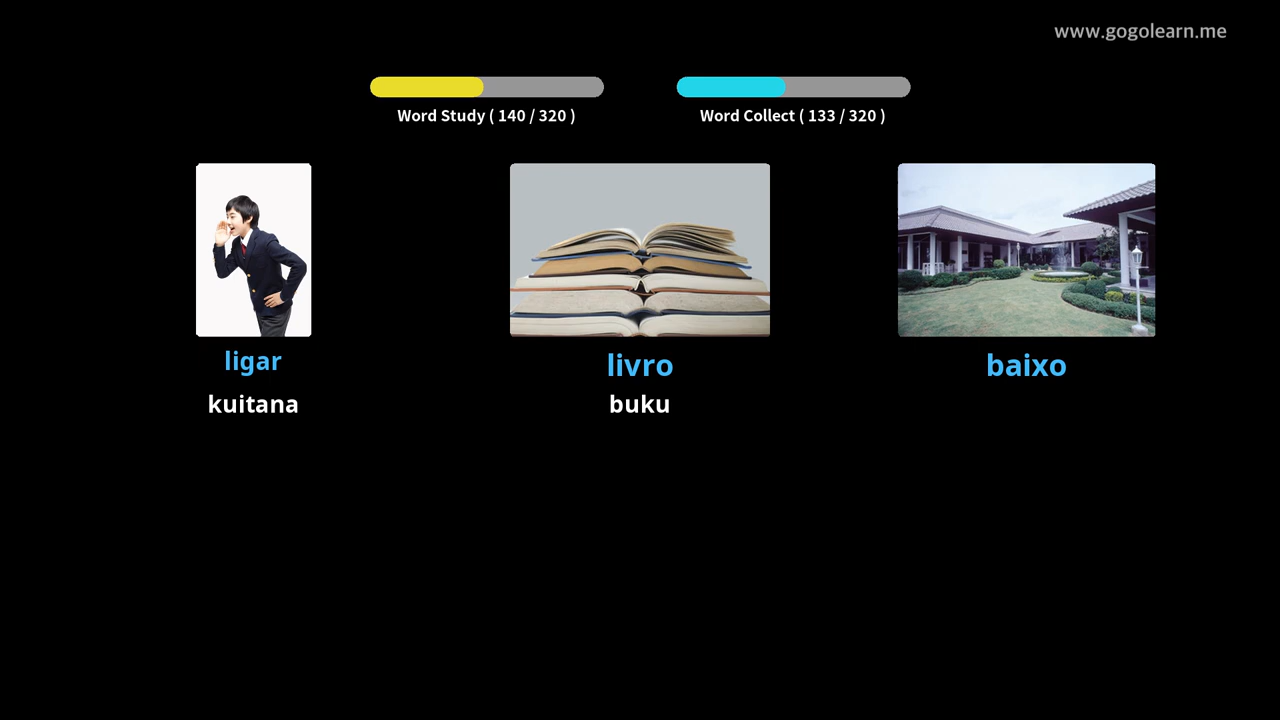 www.gogolearn.me
Word Study ( 140 / 320 )
Word Collect ( 133 / 320 )
ligar
livro
baixo
kuitana
buku